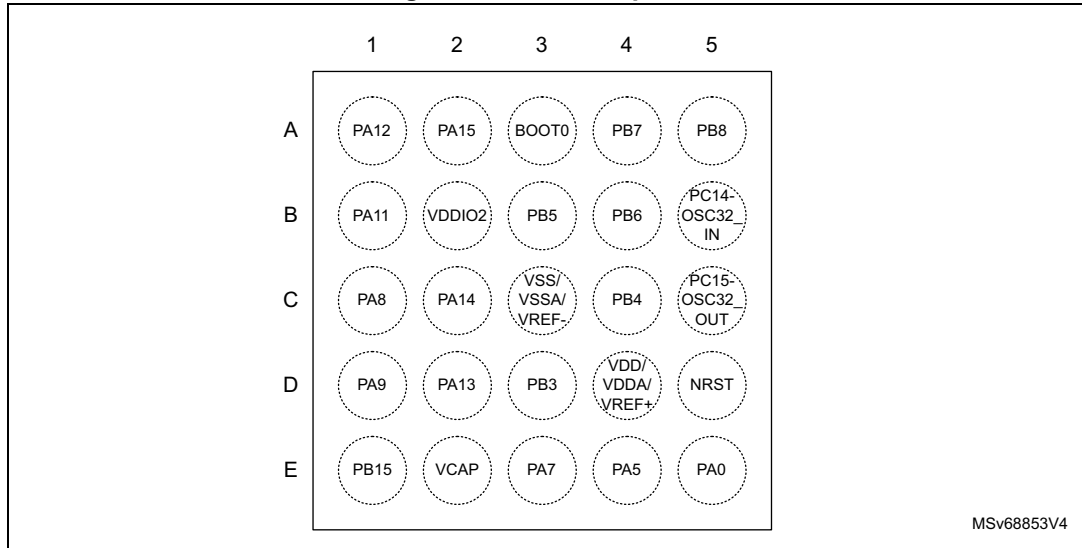 1 2 3 4 5
A PA12 PA15 BOOT0 PB7 PB8
B PA11 VDDIO2 PB5 PB6 PC14-
OSC32_
IN
C PA8 PA14 VSS/
VSSA/
VREF- PB4 PC15-
OSC32_
OUT
D PA9 PA13 PB3 VDD/
VDDA/
VREF+ NRST
E PB15 VCAP PA7 PA5 PA0
MSv68853V4